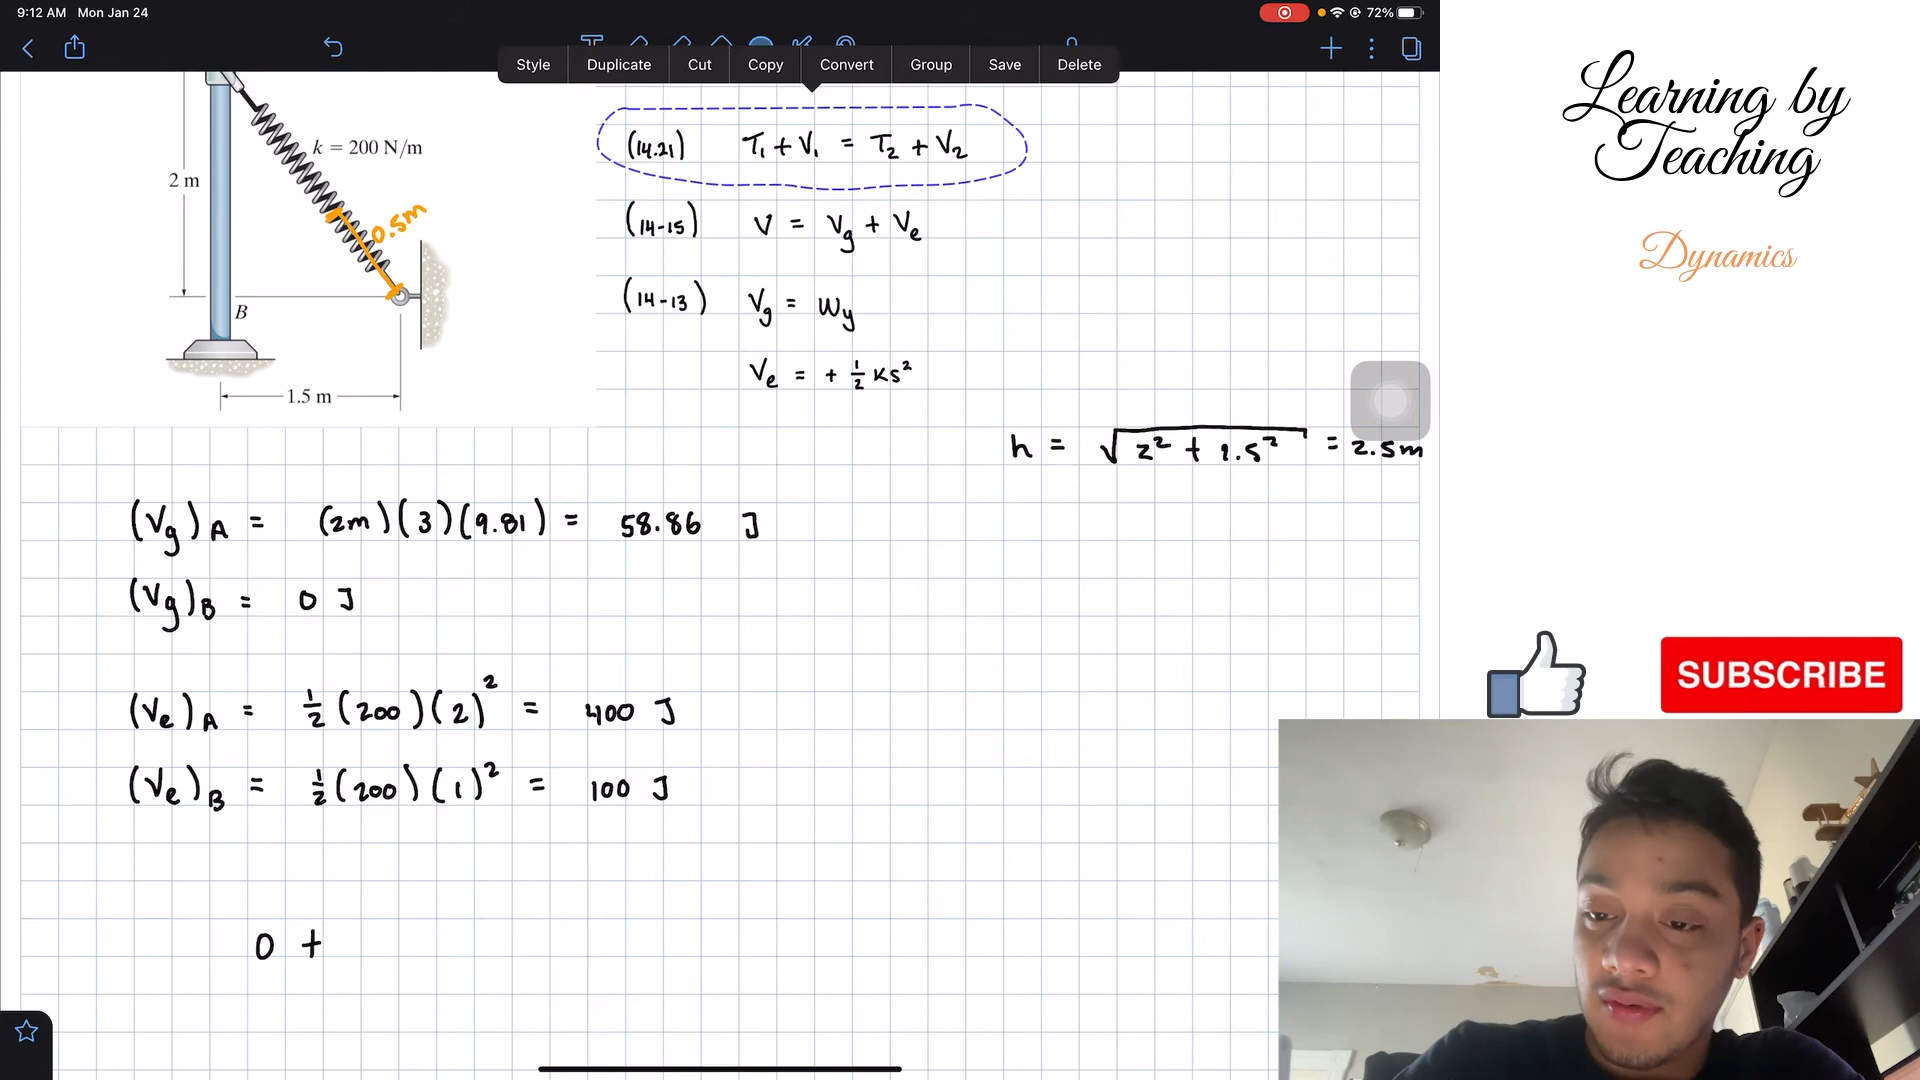 9:12 AM Mon Jan 24
72%
Style Duplicate Cut Copy Convert Group Save Delete
Learning by
Teaching
Dynamics
k = 200 N/m
2 m
0.5m
B
1.5 m
(14.21) T₁ + V₁ = T₂ + V₂
(14-15) V = Vg + Ve
(14-13) Vg = Wy
Ve = + ½ ks²
h = √(2² + 1.5²) = 2.5m
(Vg)A = (2m)(3)(9.81) = 58.86 J
(Vg)B = 0 J
(Ve)A = ½ (200)(2)² = 400 J
(Ve)B = ½ (200)(1)² = 100 J
0 +
SUBSCRIBE